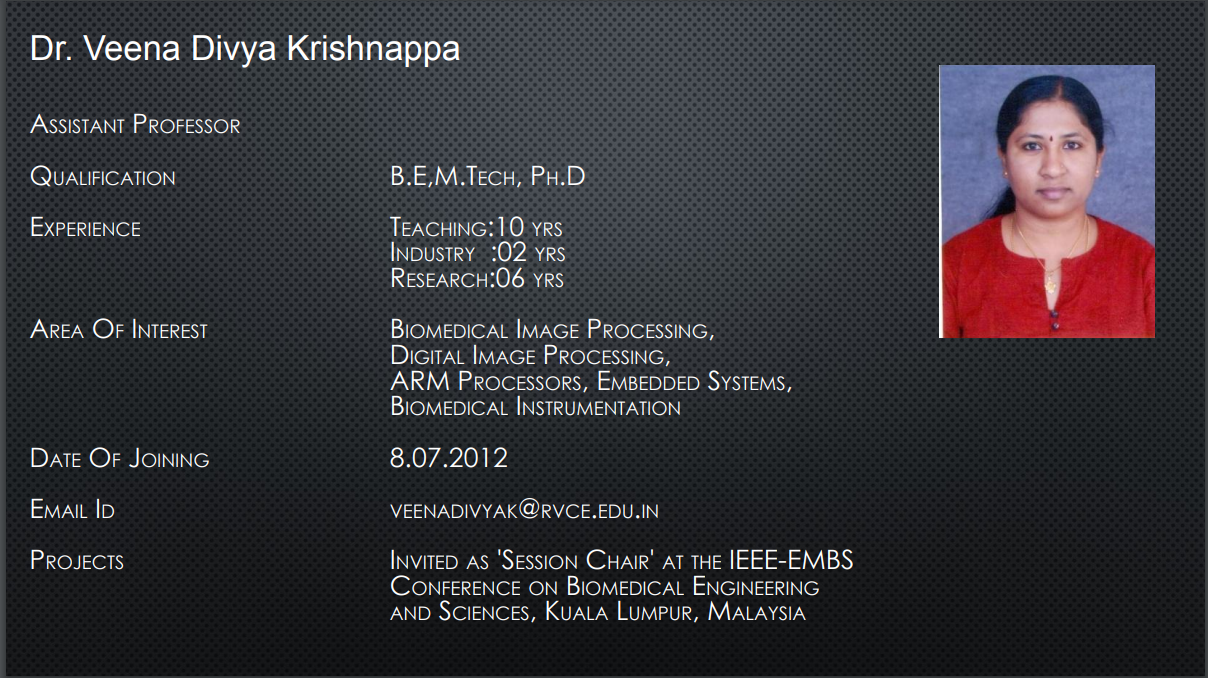 Dr. Veena Divya Krishnappa
Assistant Professor
Qualification B.E,M.Tech, Ph.D
Experience Teaching:10 yrs
Industry :02 yrs
Research:06 yrs
Area Of Interest Biomedical Image Processing,
Digital Image Processing,
ARM Processors, Embedded Systems,
Biomedical Instrumentation
Date Of Joining 8.07.2012
Email Id veenadivyak@rvce.edu.in
Projects Invited as 'Session Chair' at the IEEE-EMBS
Conference on Biomedical Engineering
and Sciences, Kuala Lumpur, Malaysia